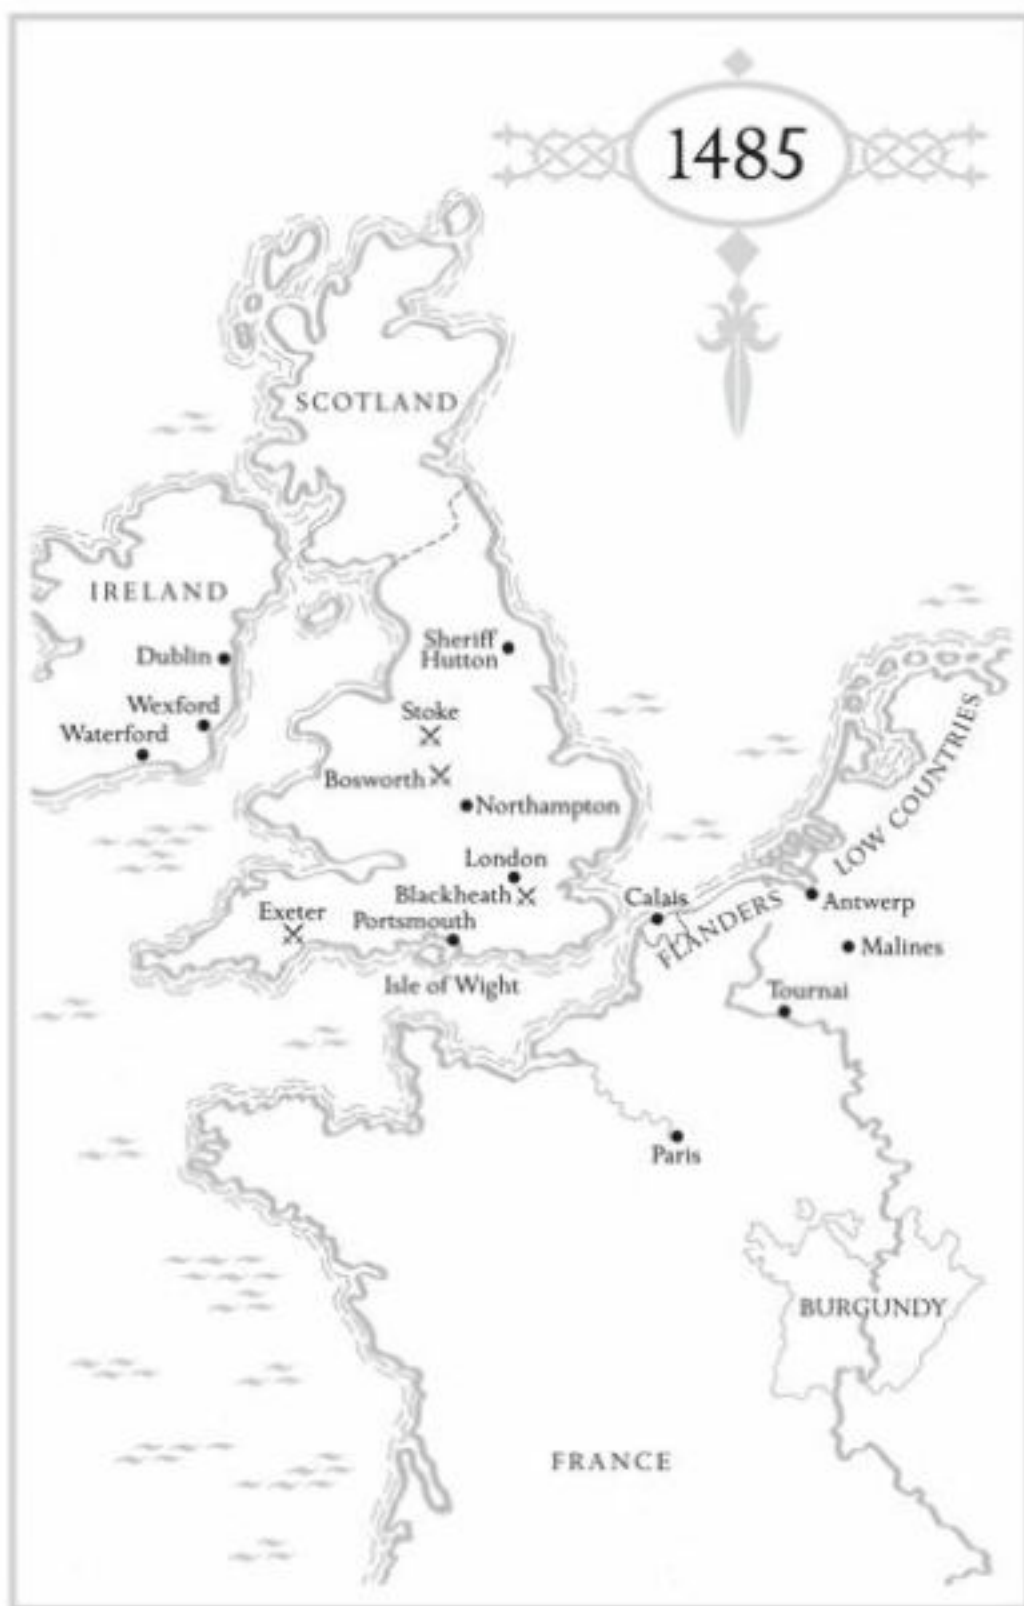 1485
SCOTLAND
IRELAND
Dublin
Wexford
Waterford
Sheriff
Hutton
Stoke
Bosworth
Northampton
London
Blackheath
Exeter
Portsmouth
Isle of Wight
Calais
FLANDERS
LOW COUNTRIES
Antwerp
Malines
Tournai
Paris
BURGUNDY
FRANCE